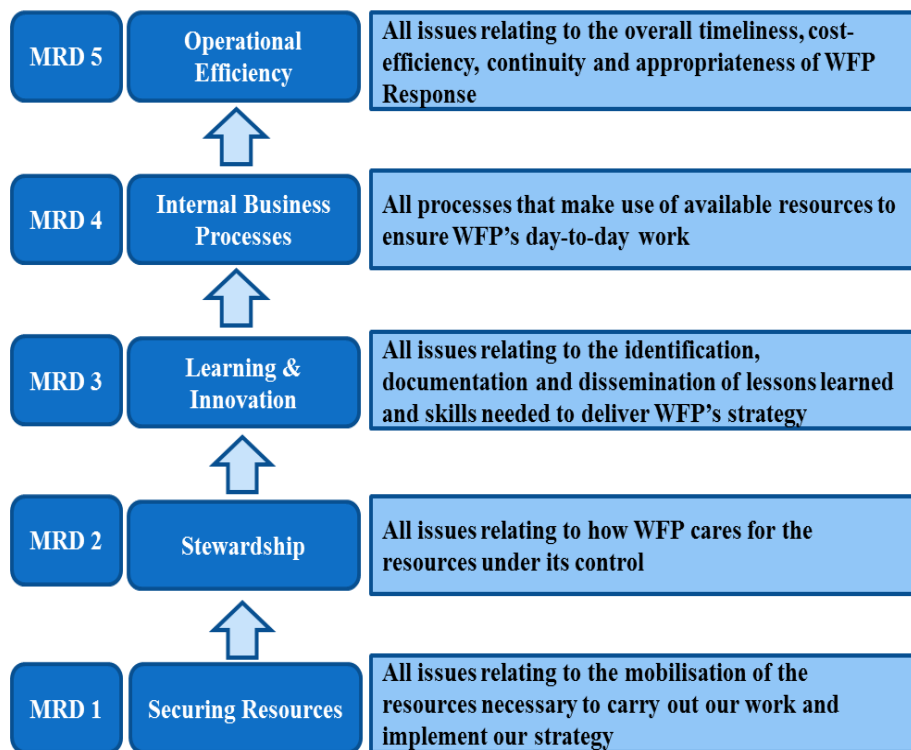 MRD 5
Operational
Efficiency
All issues relating to the overall timeliness, cost-
efficiency, continuity and appropriateness of WFP
Response
MRD 4
Internal Business
Processes
All processes that make use of available resources to
ensure WFP's day-to-day work
MRD 3
Learning &
Innovation
All issues relating to the identification,
documentation and dissemination of lessons learned
and skills needed to deliver WFP's strategy
MRD 2
Stewardship
All issues relating to how WFP cares for the
resources under its control
MRD 1
Securing Resources
All issues relating to the mobilisation of the
resources necessary to carry out our work and
implement our strategy